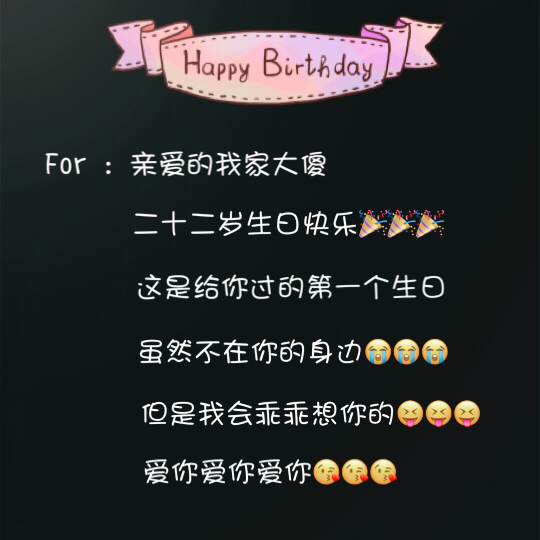 Happy Birthday
For : 亲爱的我家大傻
二十二岁生日快乐🎉🎉🎉
这是给你过的第一个生日
虽然不在你的身边😭😭😭
但是我会乖乖想你的😝😝😝
爱你爱你爱你😘😘😘